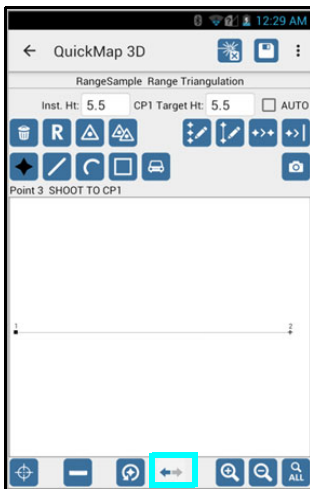 12:29 AM
QuickMap 3D
RangeSample Range Triangulation
Inst. Ht: 5.5 CP1 Target Ht: 5.5 AUTO
R
Point 3 SHOOT TO CP1
1 2
ALL